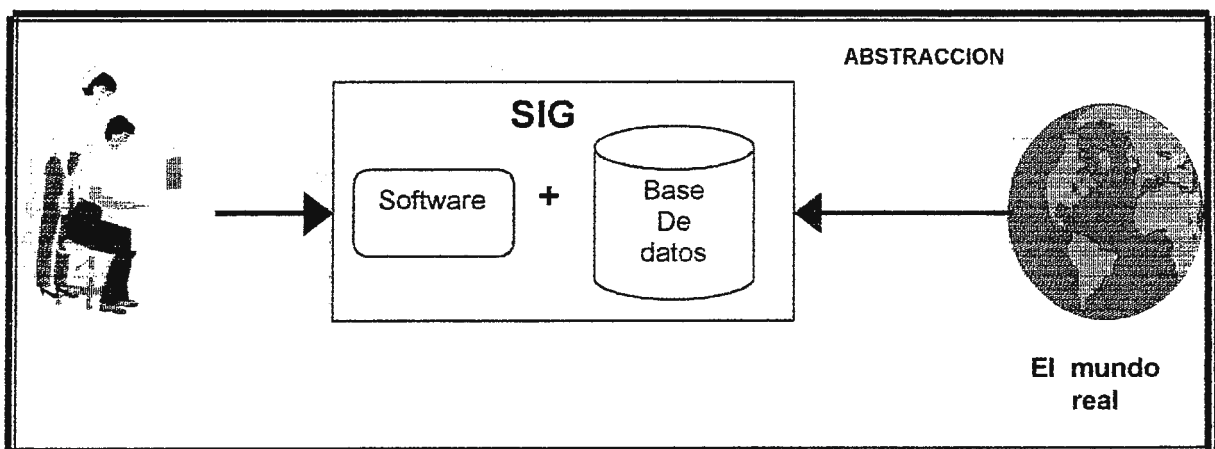 ABSTRACCION
SIG
Software
+
Base
De
datos
El mundo
real